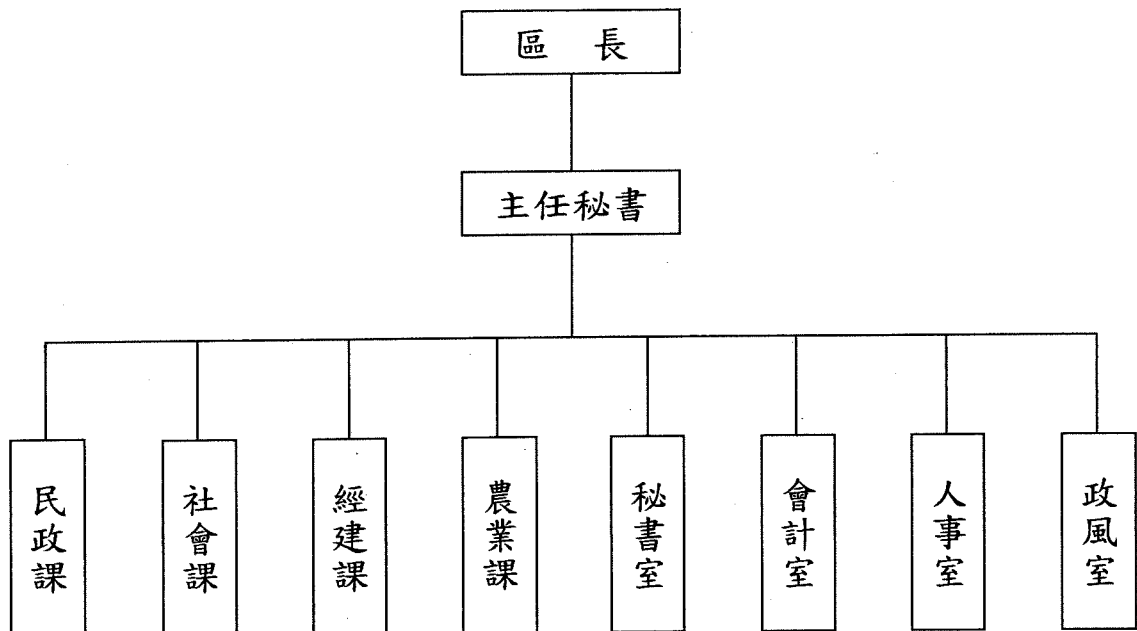 區 長
主任秘書
民政課
社會課
經建課
農業課
秘書室
會計室
人事室
政風室